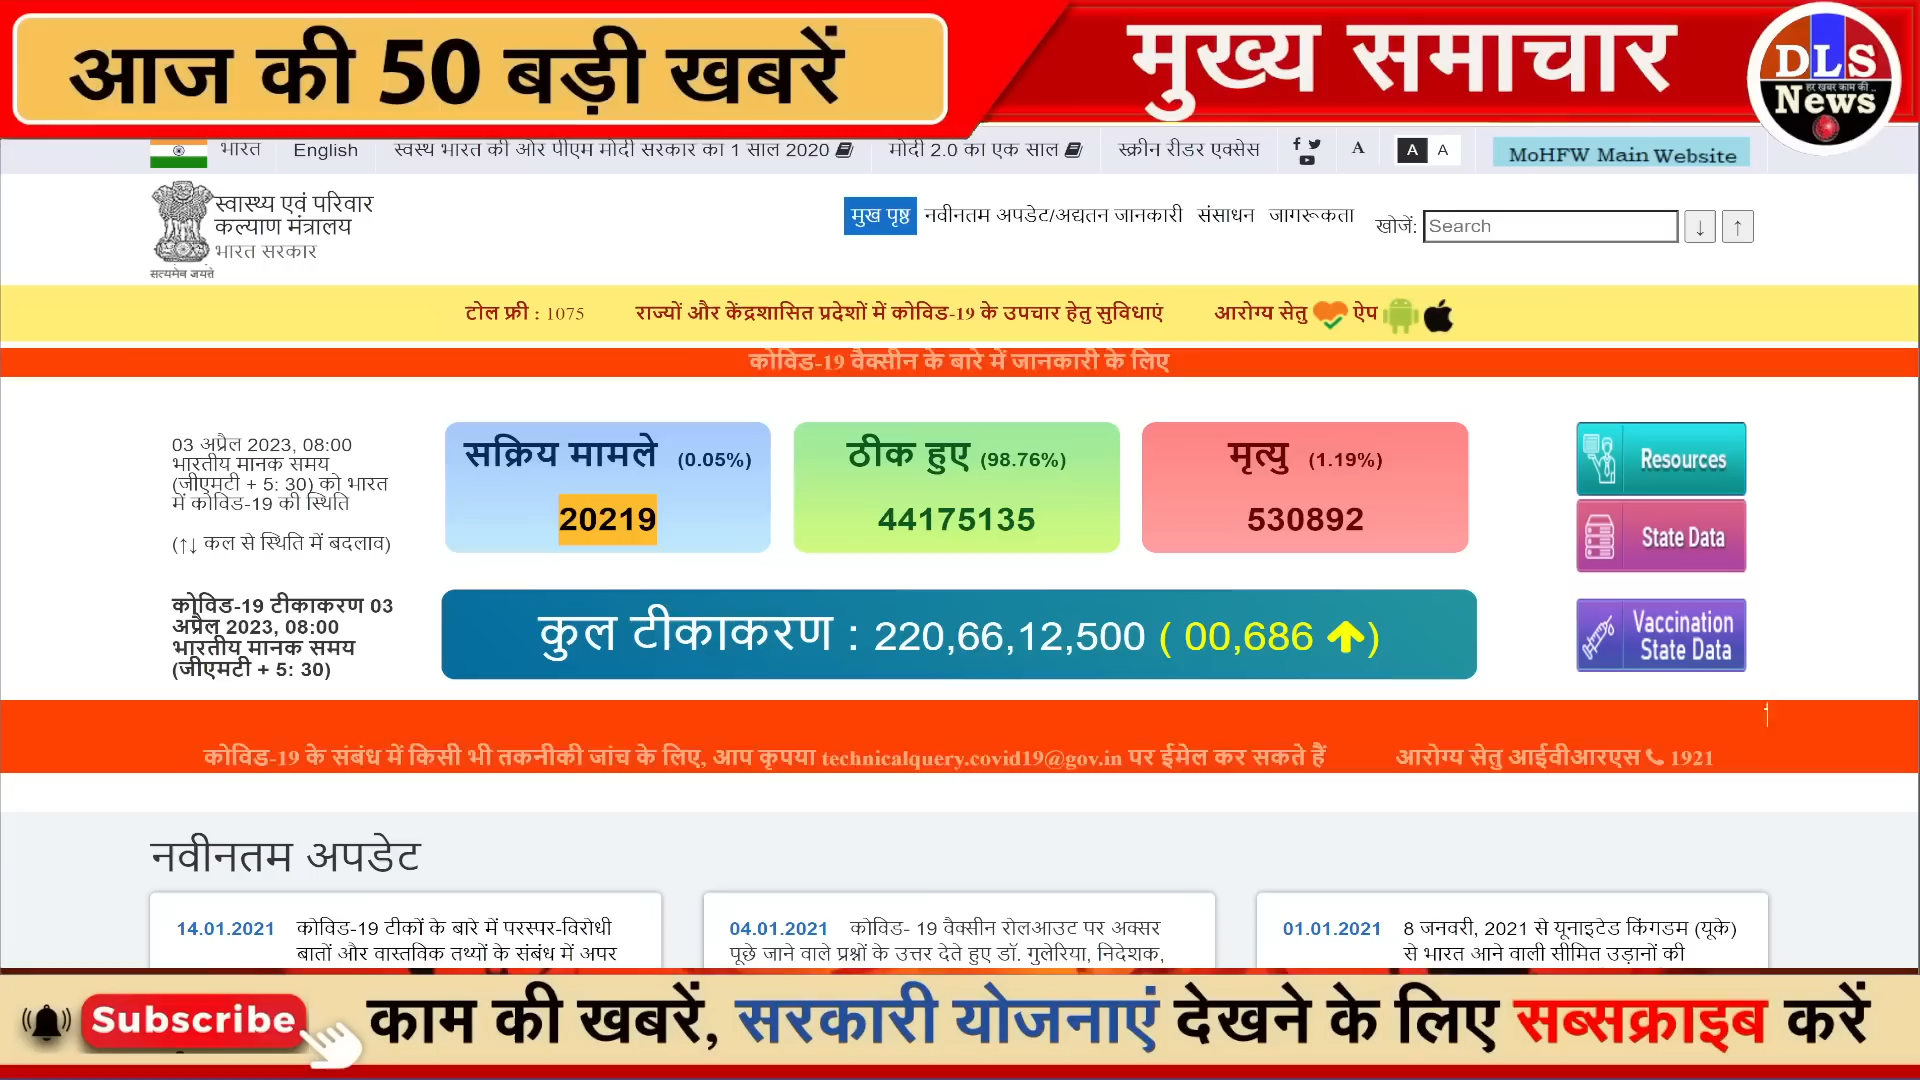 आज की 50 बड़ी खबरें
मुख्य समाचार
DLS
हर खबर काम की..
News
भारत English स्वस्थ भारत की ओर पीएम मोदी सरकार का 1 साल 2020 मोदी 2.0 का एक साल स्क्रीन रीडर एक्सेस A A A MoHFW Main Website
स्वास्थ्य एवं परिवार
कल्याण मंत्रालय
भारत सरकार
सत्यमेव जयते
मुख पृष्ठ नवीनतम अपडेट/अद्यतन जानकारी संसाधन जागरूकता खोजें: Search ↓ ↑
टोल फ्री : 1075 राज्यों और केंद्रशासित प्रदेशों में कोविड-19 के उपचार हेतु सुविधाएं आरोग्य सेतु ऐप
कोविड-19 वैक्सीन के बारे में जानकारी के लिए
03 अप्रैल 2023, 08:00
भारतीय मानक समय
(जीएमटी + 5: 30) को भारत
में कोविड-19 की स्थिति
(↑↓ कल से स्थिति में बदलाव)
सक्रिय मामले (0.05%)
20219
ठीक हुए (98.76%)
44175135
मृत्यु (1.19%)
530892
Resources
State Data
कोविड-19 टीकाकरण 03
अप्रैल 2023, 08:00
भारतीय मानक समय
(जीएमटी + 5: 30)
कुल टीकाकरण : 220,66,12,500 ( 00,686 ↑)
Vaccination
State Data
कोविड-19 के संबंध में किसी भी तकनीकी जांच के लिए, आप कृपया technicalquery.covid19@gov.in पर ईमेल कर सकते हैं आरोग्य सेतु आईवीआरएस 1921
नवीनतम अपडेट
14.01.2021 कोविड-19 टीकों के बारे में परस्पर-विरोधी
बातों और वास्तविक तथ्यों के संबंध में अपर
04.01.2021 कोविड- 19 वैक्सीन रोलआउट पर अक्सर
पूछे जाने वाले प्रश्नों के उत्तर देते हुए डॉ. गुलेरिया, निदेशक,
01.01.2021 8 जनवरी, 2021 से यूनाइटेड किंगडम (यूके)
से भारत आने वाली सीमित उड़ानों की
Subscribe
काम की खबरें, सरकारी योजनाएं देखने के लिए सब्सक्राइब करें